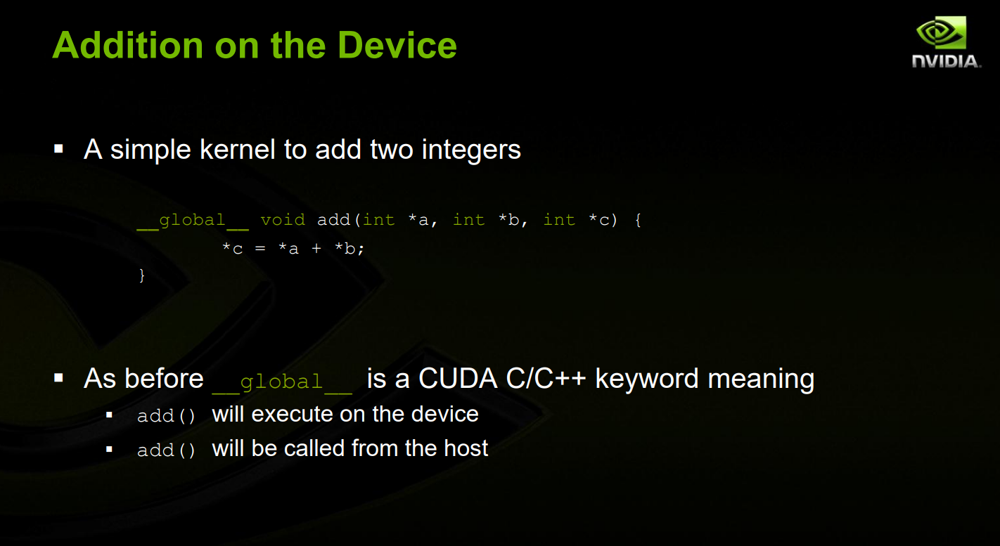 Addition on the Device
NVIDIA.
▪ A simple kernel to add two integers
__global__ void add(int *a, int *b, int *c) {
*c = *a + *b;
}
▪ As before __global__ is a CUDA C/C++ keyword meaning
▪ add() will execute on the device
▪ add() will be called from the host